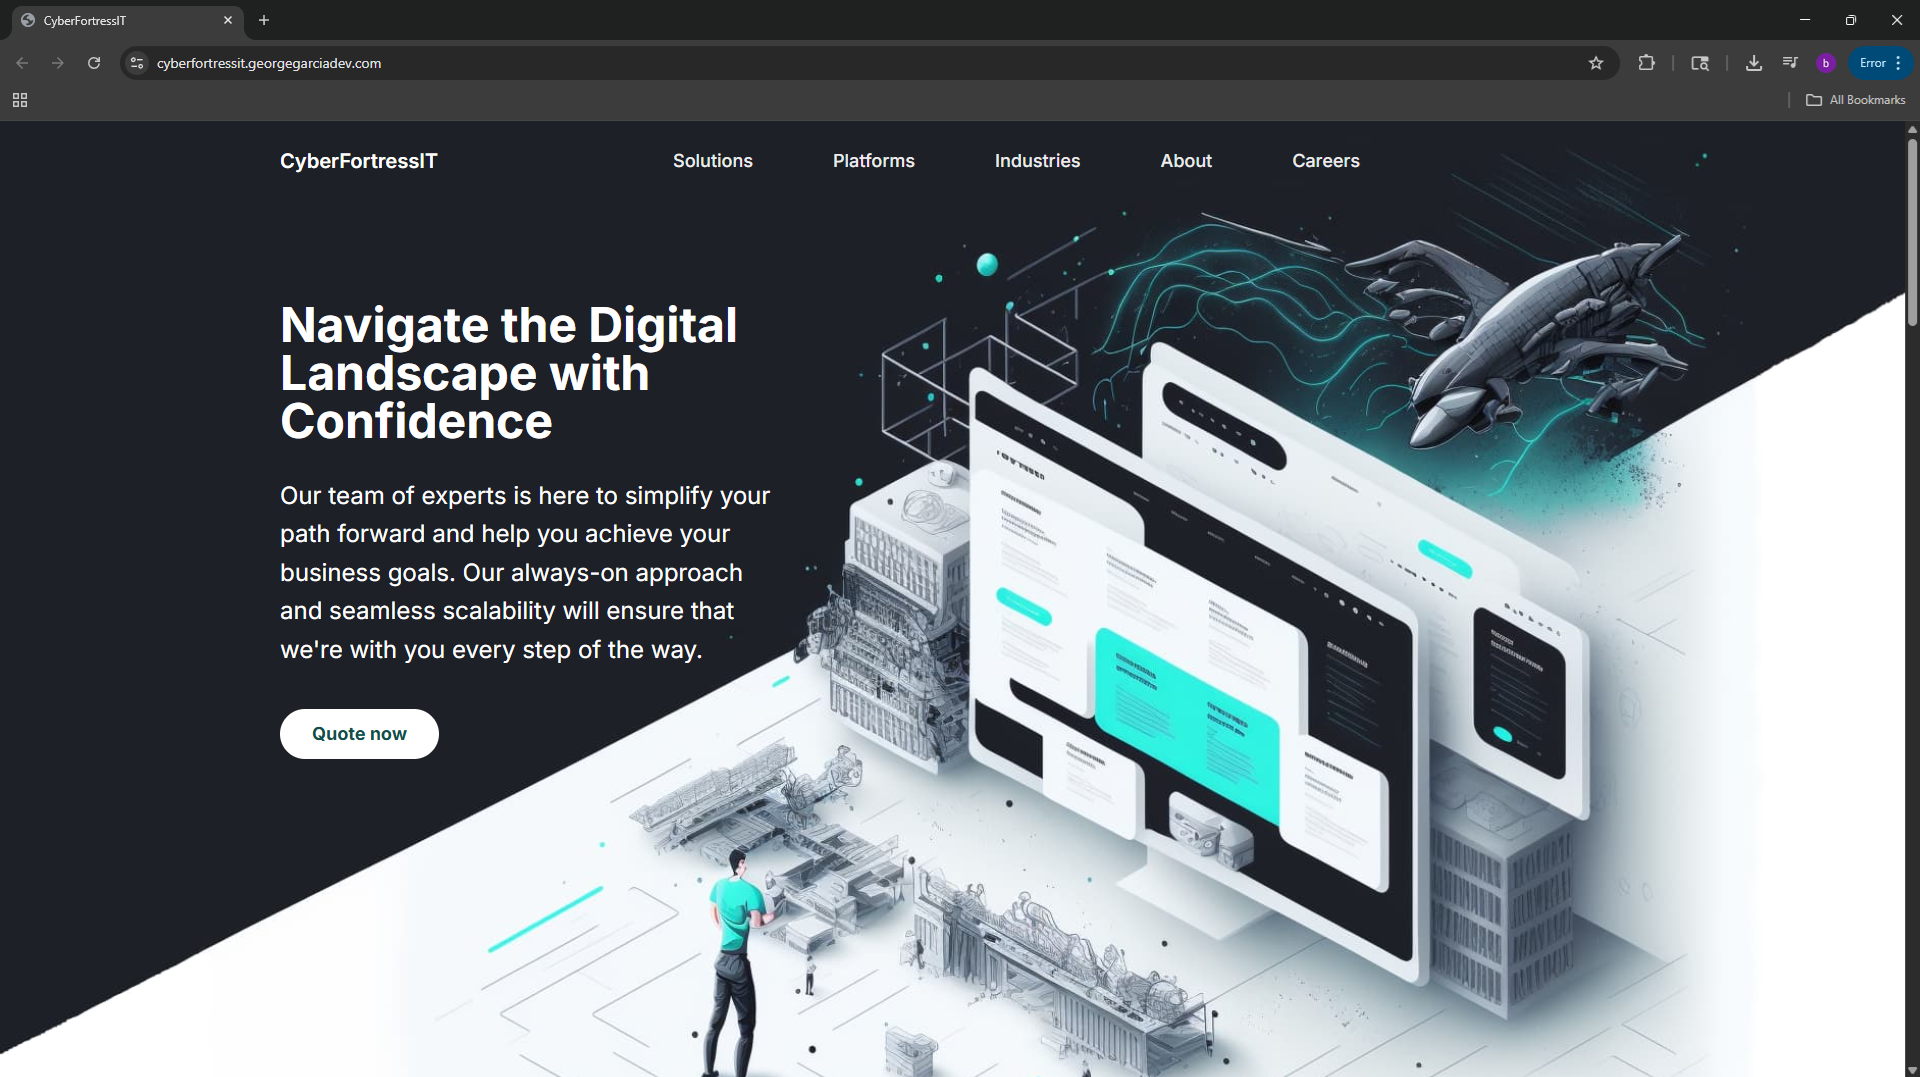 CyberFortressIT
cyberfortressit.georgegarciadev.com
b
Error
All Bookmarks
CyberFortressIT
Solutions
Platforms
Industries
About
Careers
Navigate the Digital
Landscape with
Confidence
Our team of experts is here to simplify your
path forward and help you achieve your
business goals. Our always-on approach
and seamless scalability will ensure that
we're with you every step of the way.
Quote now